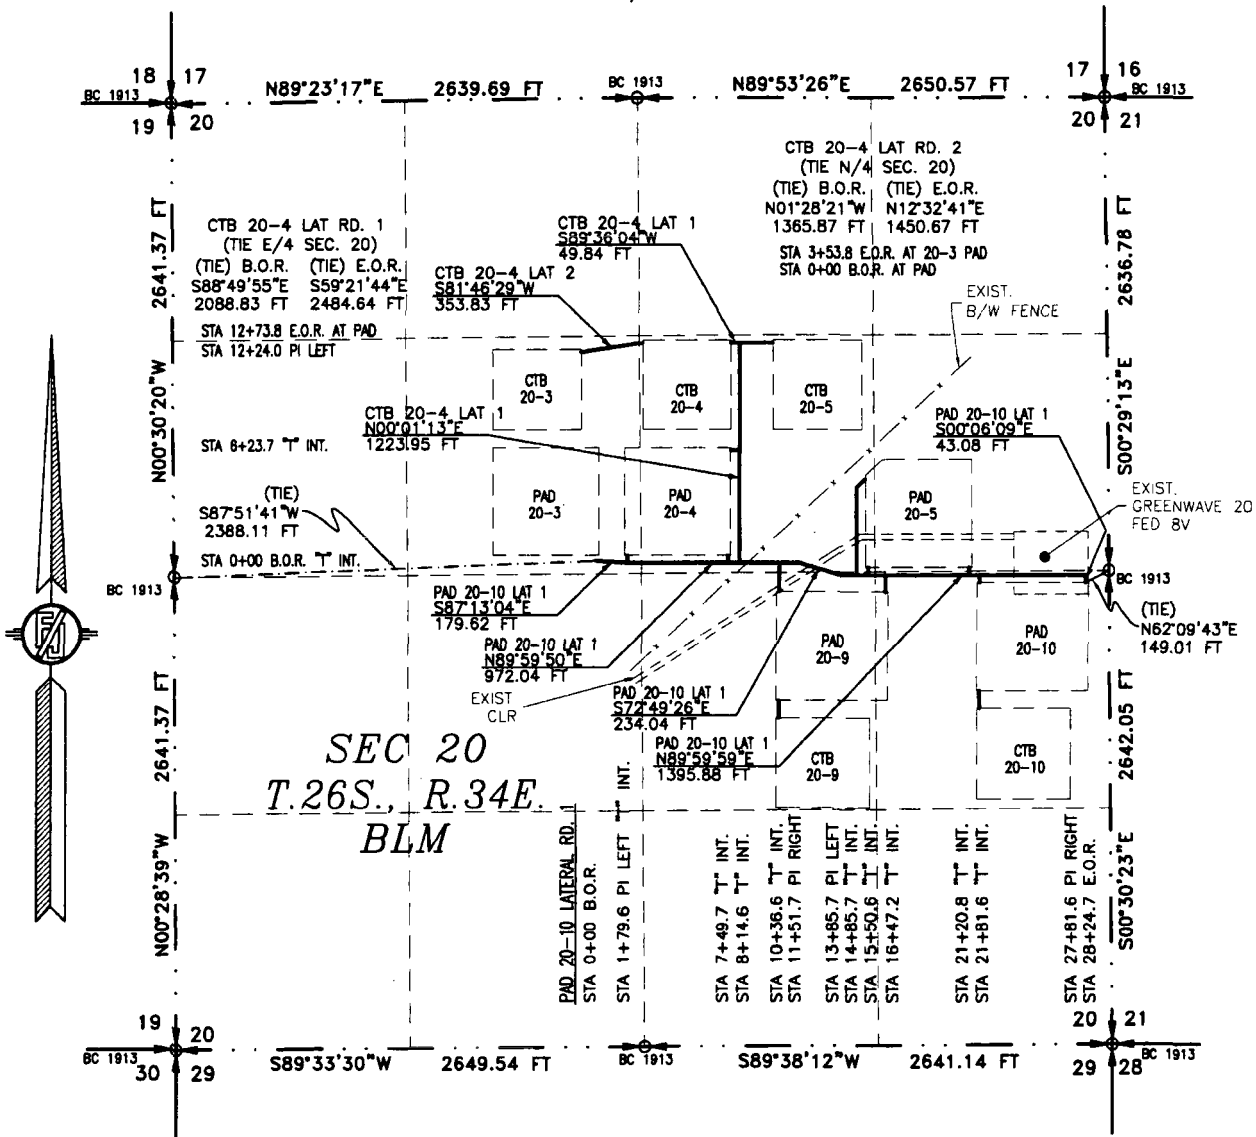 18 17
BC 1913
19 20
N89°23'17"E 2639.69 FT
BC 1913
N89°53'26"E 2650.57 FT
17 16
BC 1913
20 21
2641.37 FT
N00°30'20"W
CTB 20-4 LAT RD. 1
(TIE E/4 SEC. 20)
(TIE) B.O.R. (TIE) E.O.R.
S88°49'55"E S59°21'44"E
2088.83 FT 2484.64 FT
STA 12+73.8 E.O.R. AT PAD
STA 12+24.0 PI LEFT
STA 6+23.7 "T" INT.
STA 0+00 B.O.R. "T" INT.
CTB 20-4 LAT 1
S89°36'04"W
49.84 FT
CTB 20-4 LAT 2
S81°46'29"W
353.83 FT
CTB 20-4 LAT RD. 2
(TIE N/4 SEC. 20)
(TIE) B.O.R. (TIE) E.O.R.
N01°28'21"W N12°32'41"E
1365.87 FT 1450.67 FT
STA 3+53.8 E.O.R. AT 20-3 PAD
STA 0+00 B.O.R. AT PAD
EXIST.
B/W FENCE
2636.78 FT
S00°29'13"E
CTB
20-3
CTB
20-4
CTB
20-5
CTB 20-4 LAT 1
N00°01'13"E
1223.95 FT
PAD 20-10 LAT 1
S00°06'09"E
43.08 FT
(TIE)
S87°51'41"W
2388.11 FT
PAD
20-3
PAD
20-4
PAD
20-5
EXIST.
GREENWAVE 20
FED 8V
BC 1913
BC 1913
PAD 20-10 LAT 1
S87°13'04"E
179.62 FT
PAD 20-10 LAT 1
N89°59'50"E
972.04 FT
(TIE)
N62°09'43"E
149.01 FT
PAD
20-9
PAD
20-10
EXIST
CLR
PAD 20-10 LAT 1
S72°49'26"E
234.04 FT
PAD 20-10 LAT 1
N89°59'59"E
1395.88 FT
CTB
20-9
CTB
20-10
2641.37 FT
N00°28'39"W
SEC 20
T.26S., R.34E.
BLM
2642.05 FT
S00°30'23"E
PAD 20-10 LATERAL RD. 1
STA 0+00 B.O.R.
STA 1+79.6 PI LEFT "T" INT.
STA 7+49.7 "T" INT.
STA 8+14.6 "T" INT.
STA 10+36.6 "T" INT.
STA 11+51.7 PI RIGHT
STA 13+85.7 PI LEFT
STA 14+85.7 "T" INT.
STA 15+50.6 "T" INT.
STA 16+47.2 "T" INT.
STA 21+20.8 "T" INT.
STA 21+81.6 "T" INT.
STA 27+81.6 PI RIGHT
STA 28+24.7 E.O.R.
19 20
BC 1913
30 29
S89°33'30"W 2649.54 FT
BC 1913
S89°38'12"W 2641.14 FT
20 21
BC 1913
29 28